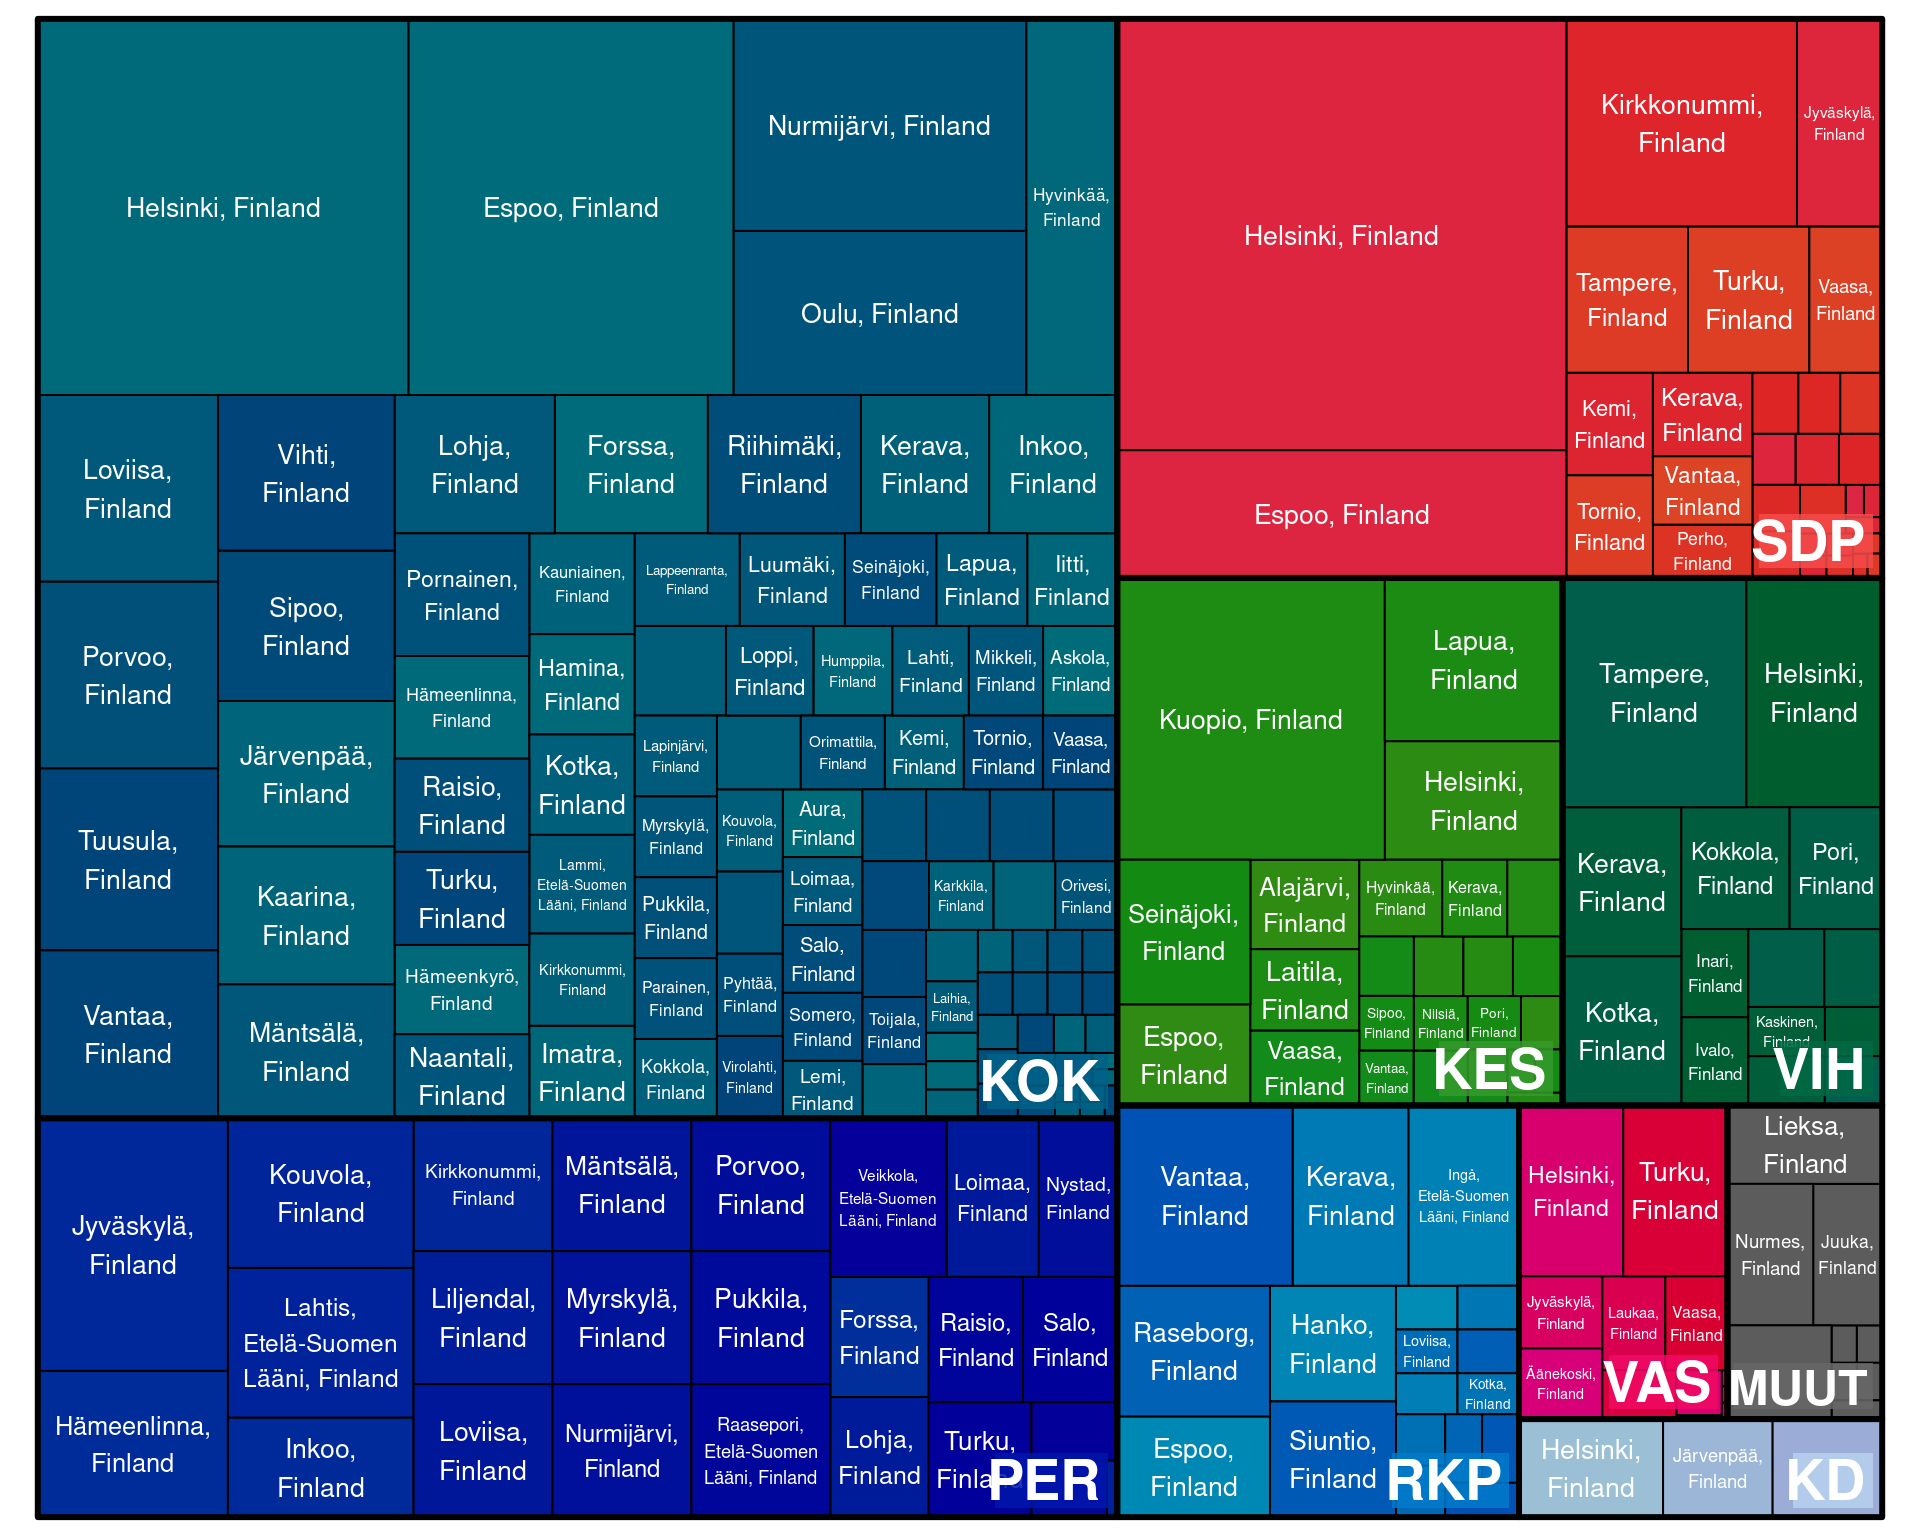 Helsinki, Finland
Espoo, Finland
Nurmijärvi, Finland
Oulu, Finland
Hyvinkää,
Finland
Loviisa,
Finland
Porvoo,
Finland
Tuusula,
Finland
Vantaa,
Finland
Vihti,
Finland
Sipoo,
Finland
Järvenpää,
Finland
Kaarina,
Finland
Mäntsälä,
Finland
Lohja,
Finland
Forssa,
Finland
Riihimäki,
Finland
Kerava,
Finland
Inkoo,
Finland
Pornainen,
Finland
Hämeenlinna,
Finland
Raisio,
Finland
Turku,
Finland
Hämeenkyrö,
Finland
Naantali,
Finland
Kauniainen,
Finland
Hamina,
Finland
Kotka,
Finland
Lammi,
Etelä-Suomen
Lääni, Finland
Kirkkonummi,
Finland
Imatra,
Finland
Lappeenranta,
Finland
Luumäki,
Finland
Seinäjoki,
Finland
Lapua,
Finland
Iitti,
Finland
Loppi,
Finland
Humppila,
Finland
Lahti,
Finland
Mikkeli,
Finland
Askola,
Finland
Lapinjärvi,
Finland
Myrskylä,
Finland
Pukkila,
Finland
Parainen,
Finland
Kokkola,
Finland
Orimattila,
Finland
Kemi,
Finland
Tornio,
Finland
Vaasa,
Finland
Kouvola,
Finland
Pyhtää,
Finland
Virolahti,
Finland
Aura,
Finland
Loimaa,
Finland
Salo,
Finland
Somero,
Finland
Lemi,
Finland
Karkkila,
Finland
Orivesi,
Finland
Toijala,
Finland
Laihia,
Finland
KOK
Helsinki, Finland
Espoo, Finland
Kirkkonummi,
Finland
Jyväskylä,
Finland
Tampere,
Finland
Turku,
Finland
Vaasa,
Finland
Kemi,
Finland
Tornio,
Finland
Kerava,
Finland
Vantaa,
Finland
Perho,
Finland
SDP
Kuopio, Finland
Lapua,
Finland
Helsinki,
Finland
Seinäjoki,
Finland
Espoo,
Finland
Alajärvi,
Finland
Laitila,
Finland
Vaasa,
Finland
Hyvinkää,
Finland
Kerava,
Finland
Sipoo,
Finland
Nilsiä,
Finland
Pori,
Finland
Vantaa,
Finland
KES
Tampere,
Finland
Helsinki,
Finland
Kerava,
Finland
Kotka,
Finland
Kokkola,
Finland
Pori,
Finland
Inari,
Finland
Ivalo,
Finland
Kaskinen,
Finland
VIH
Jyväskylä,
Finland
Hämeenlinna,
Finland
Kouvola,
Finland
Lahtis,
Etelä-Suomen
Lääni, Finland
Inkoo,
Finland
Kirkkonummi,
Finland
Liljendal,
Finland
Loviisa,
Finland
Mäntsälä,
Finland
Myrskylä,
Finland
Nurmijärvi,
Finland
Porvoo,
Finland
Pukkila,
Finland
Raasepori,
Etelä-Suomen
Lääni, Finland
Veikkola,
Etelä-Suomen
Lääni, Finland
Loimaa,
Finland
Nystad,
Finland
Forssa,
Finland
Lohja,
Finland
Raisio,
Finland
Salo,
Finland
Turku,
Finland
PER
Vantaa,
Finland
Kerava,
Finland
Ingå,
Etelä-Suomen
Lääni, Finland
Raseborg,
Finland
Espoo,
Finland
Hanko,
Finland
Siuntio,
Finland
Loviisa,
Finland
Kotka,
Finland
RKP
Helsinki,
Finland
Turku,
Finland
Jyväskylä,
Finland
Äänekoski,
Finland
Laukaa,
Finland
Vaasa,
Finland
VAS
Lieksa,
Finland
Nurmes,
Finland
Juuka,
Finland
MUUT
Helsinki,
Finland
Järvenpää,
Finland
KD